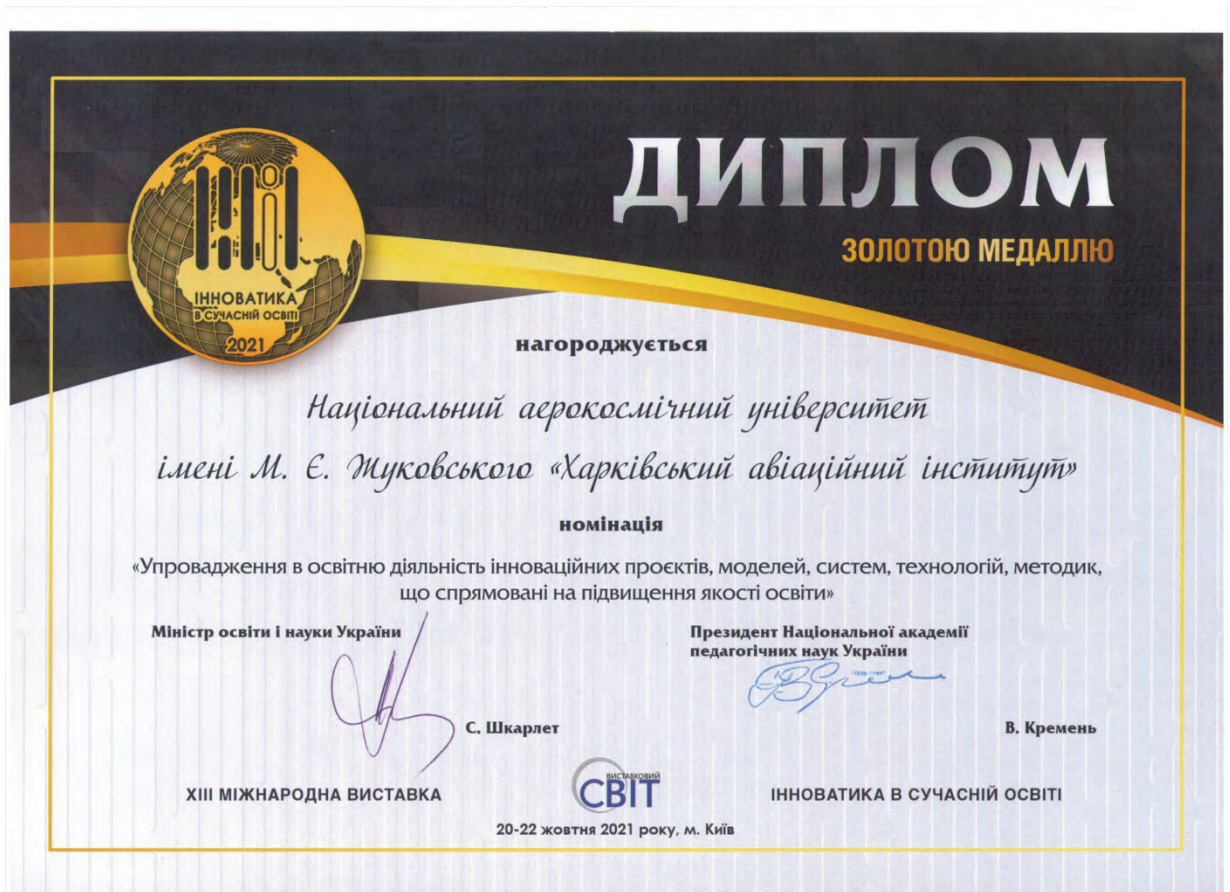 ДИПЛОМ
ЗОЛОТОЮ МЕДАЛЛЮ
ІННОВАТИКА
В СУЧАСНІЙ ОСВІТІ
2021
нагороджується
Національний аерокосмічний університет
імені М. Є. Жуковського «Харківський авіаційний інститут»
номінація
«Упровадження в освітню діяльність інноваційних проєктів, моделей, систем, технологій, методик,
що спрямовані на підвищення якості освіти»
Міністр освіти і науки України
С. Шкарлет
Президент Національної академії
педагогічних наук України
В. Кремень
XIII МІЖНАРОДНА ВИСТАВКА
ВИСТАВКОВИЙ
СВІТ
ІННОВАТИКА В СУЧАСНІЙ ОСВІТІ
20-22 жовтня 2021 року, м. Київ